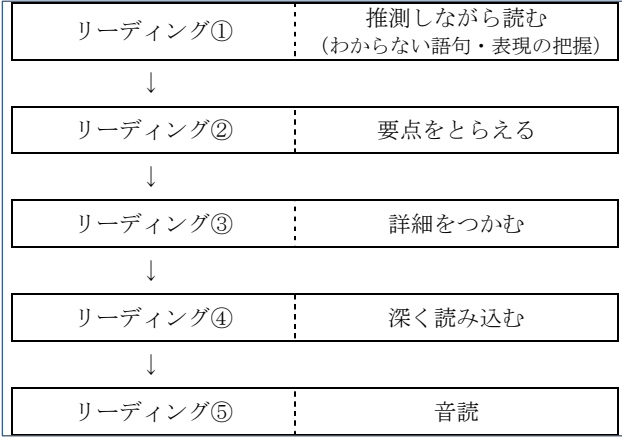 リーディング①
推測しながら読む
（わからない語句・表現の把握）
↓
リーディング②
要点をとらえる
↓
リーディング③
詳細をつかむ
↓
リーディング④
深く読み込む
↓
リーディング⑤
音読